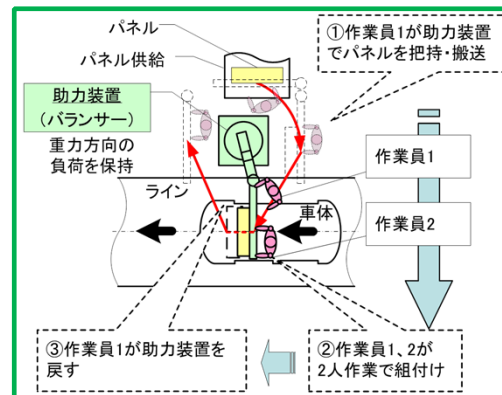 パネル
パネル供給
①作業員1が助力装置
でパネルを把持・搬送
助力装置
(バランサー)
重力方向の
負荷を保持
作業員1
ライン
車体
作業員2
③作業員1が助力装置を
戻す
②作業員1、2が
2人作業で組付け